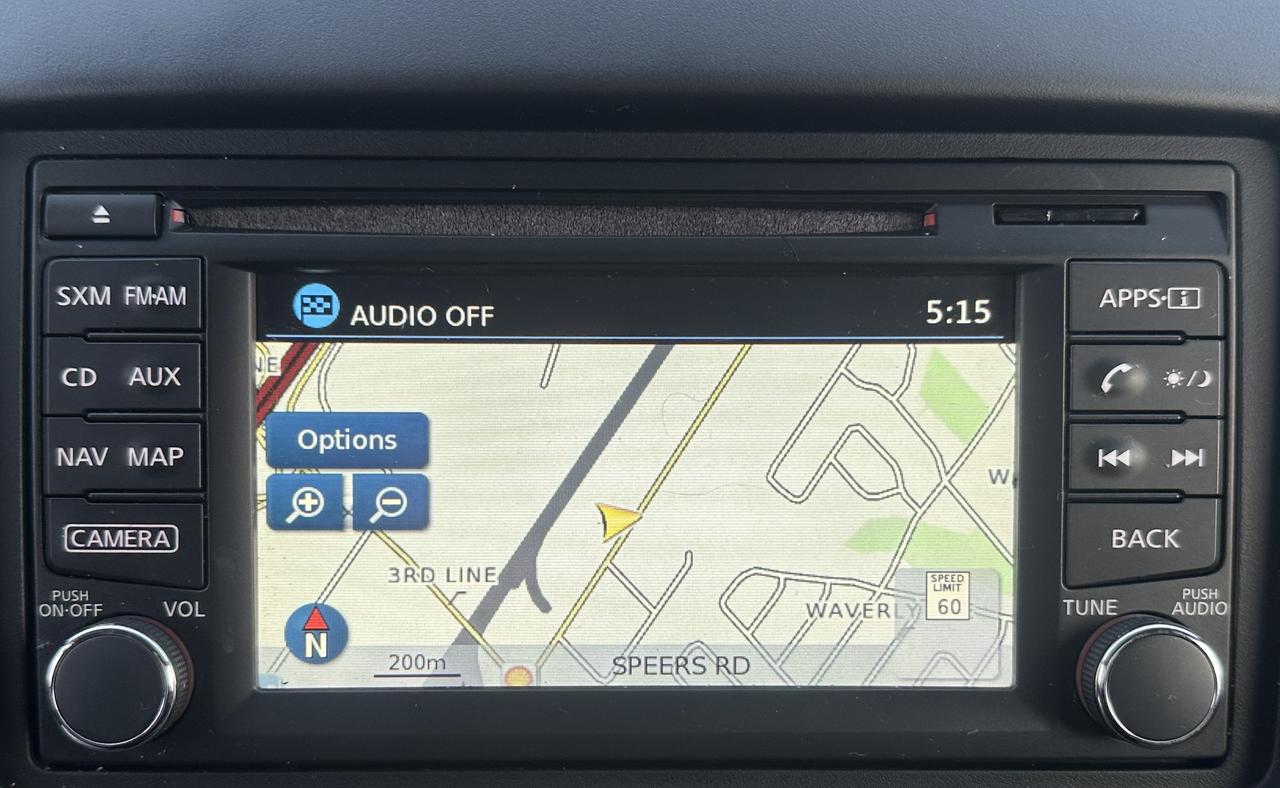 SXM FM·AM
CD AUX
NAV MAP
CAMERA
PUSH
ON·OFF
VOL
AUDIO OFF
5:15
NE
Options
3RD LINE
N
200m
SPEERS RD
WAVERLY
W
SPEED
LIMIT
60
APPS· i
BACK
TUNE
PUSH
AUDIO